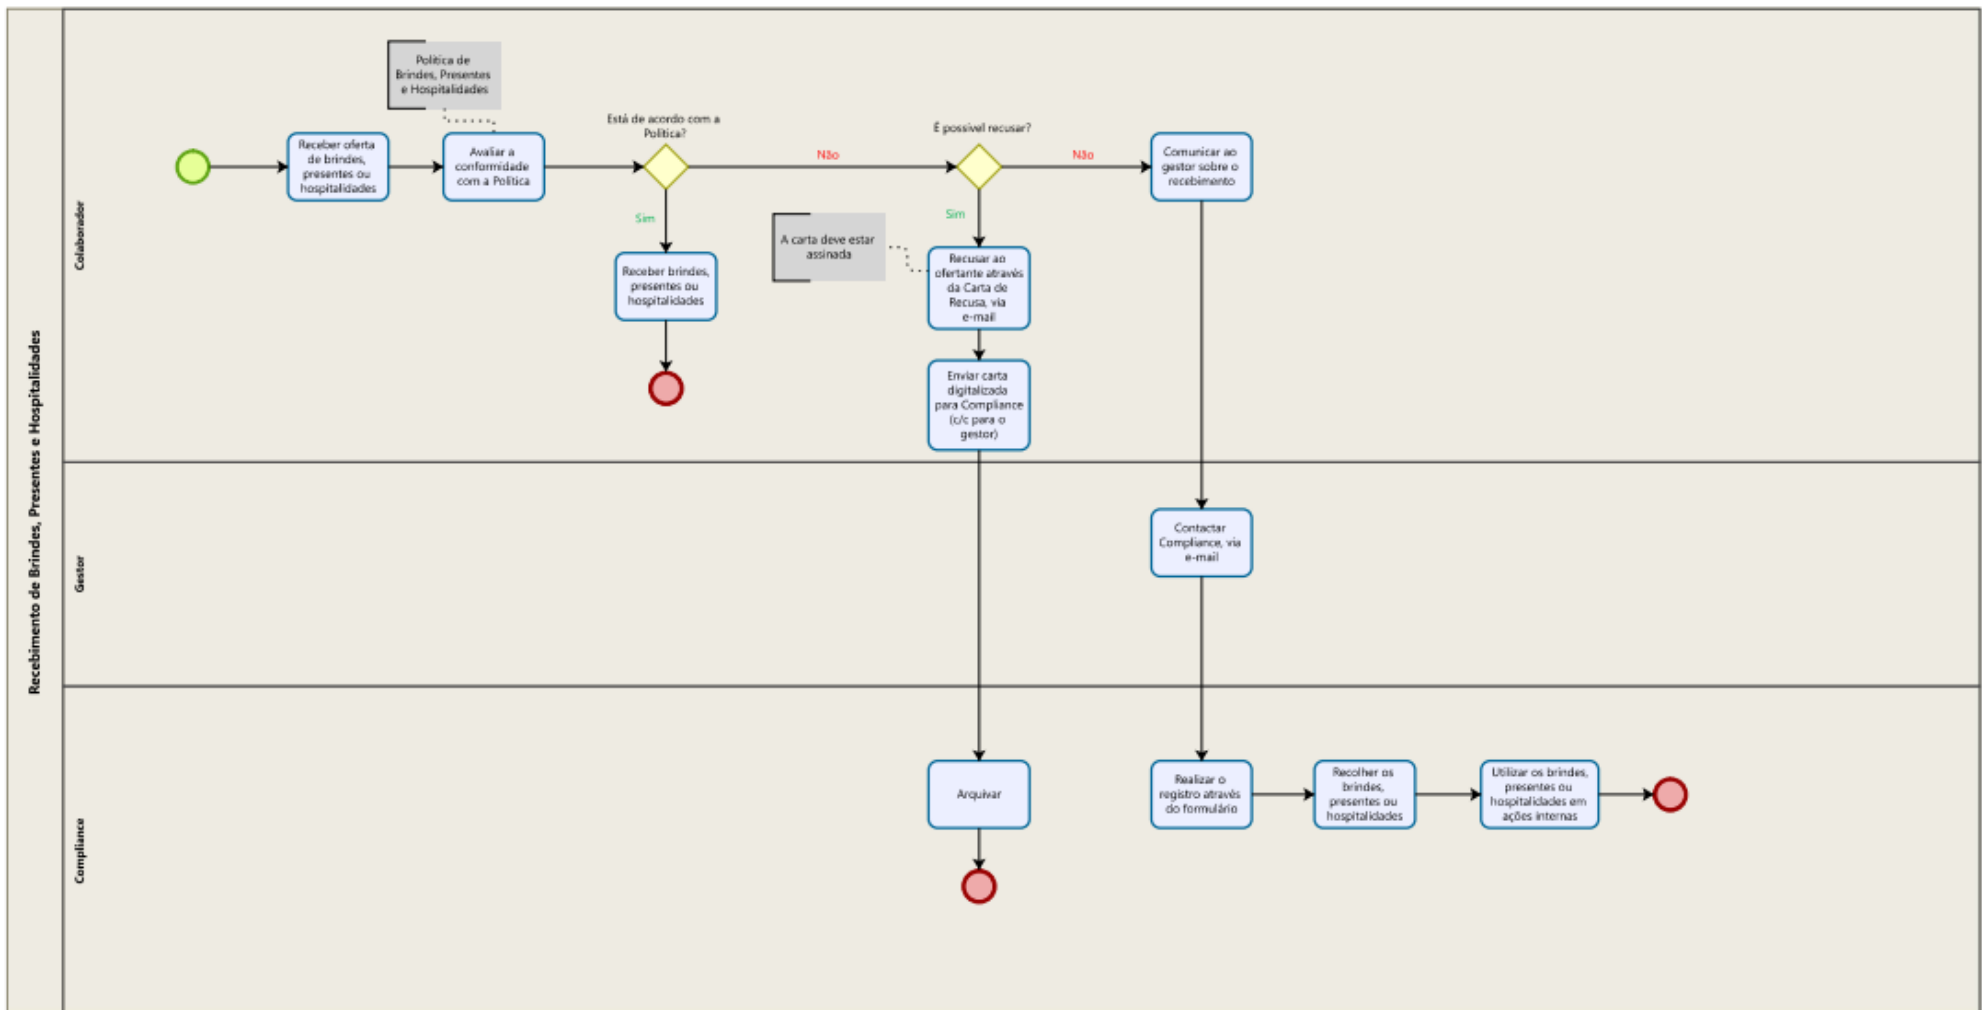 Recebimento de Brindes, Presentes e Hospitalidades
Colaborador
Política de
Brindes, Presentes
e Hospitalidades
Receber oferta
de brindes,
presentes ou
hospitalidades
Avaliar a
conformidade
com a Política
Está de acordo com a
Política?
Não
Sim
Receber brindes,
presentes ou
hospitalidades
É possivel recusar?
Não
Sim
A carta deve estar
assinada
Recusar ao
ofertante através
da Carta de
Recusa, via
e-mail
Enviar carta
digitalizada
para Compliance
(c/c para o
gestor)
Comunicar ao
gestor sobre o
recebimento
Gestor
Contactar
Compliance, via
e-mail
Compliance
Arquivar
Realizar o
registro através
do formulário
Recolher os
brindes,
presentes ou
hospitalidades
Utilizar os brindes,
presentes ou
hospitalidades em
ações internas